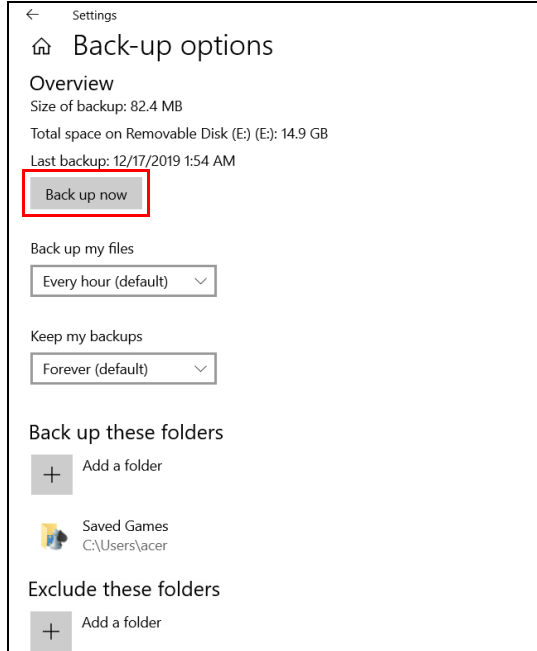 Settings
Back-up options
Overview
Size of backup: 82.4 MB
Total space on Removable Disk (E:) (E:): 14.9 GB
Last backup: 12/17/2019 1:54 AM
Back up now
Back up my files
Every hour (default)
Keep my backups
Forever (default)
Back up these folders
Add a folder
Saved Games
C:\Users\acer
Exclude these folders
Add a folder